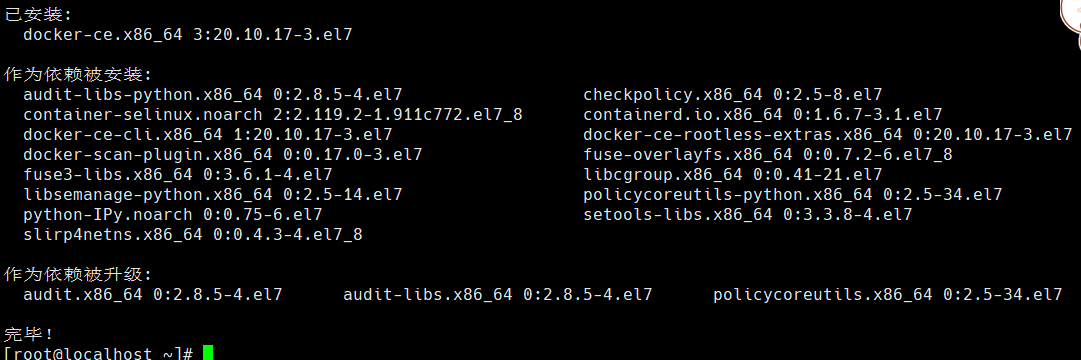 已安装:
docker-ce.x86_64 3:20.10.17-3.el7
作为依赖被安装:
audit-libs-python.x86_64 0:2.8.5-4.el7 checkpolicy.x86_64 0:2.5-8.el7
container-selinux.noarch 2:2.119.2-1.911c772.el7_8 containerd.io.x86_64 0:1.6.7-3.1.el7
docker-ce-cli.x86_64 1:20.10.17-3.el7 docker-ce-rootless-extras.x86_64 0:20.10.17-3.el7
docker-scan-plugin.x86_64 0:0.17.0-3.el7 fuse-overlayfs.x86_64 0:0.7.2-6.el7_8
fuse3-libs.x86_64 0:3.6.1-4.el7 libcgroup.x86_64 0:0.41-21.el7
libsemanage-python.x86_64 0:2.5-14.el7 policycoreutils-python.x86_64 0:2.5-34.el7
python-IPy.noarch 0:0.75-6.el7 setools-libs.x86_64 0:3.3.8-4.el7
slirp4netns.x86_64 0:0.4.3-4.el7_8
作为依赖被升级:
audit.x86_64 0:2.8.5-4.el7 audit-libs.x86_64 0:2.8.5-4.el7 policycoreutils.x86_64 0:2.5-34.el7
完毕！
[root@localhost ~]#